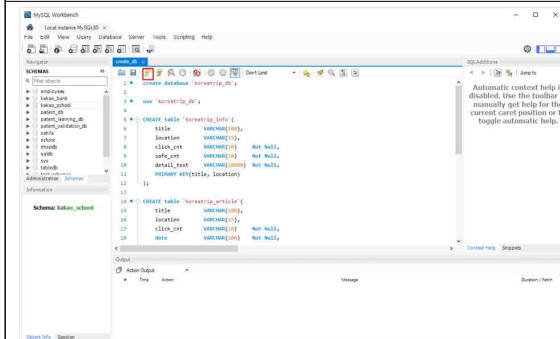 MySQL Workbench
Local instance MySQL80 ×
File Edit View Query Database Server Tools Scripting Help
Navigator
SCHEMAS
Filter objects
employees
kakao_bank
kakao_school
patent_db
patent_learning_db
patent_validation_db
sakila
school
shopdb
sqldb
sys
tabledb
Administration Schemas
Information
Schema: kakao_school
Object Info Session
create_db ×
Don't Limit
1 create database `koreatrip_db`;
2
3 use `koreatrip_db`;
4
5 CREATE table `koreatrip_info`(
6 title VARCHAR(100),
7 location VARCHAR(15),
8 click_cnt VARCHAR(10) Not Null,
9 safe_cnt VARCHAR(10) Not Null,
10 detail_text VARCHAR(10000) Not Null,
11 PRIMARY KEY(title, location)
12 );
13
14 CREATE table `koreatrip_article`(
15 title VARCHAR(100),
16 location VARCHAR(15),
17 click_cnt VARCHAR(10) Not Null,
18 date VARCHAR(100) Not Null,
Output
Action Output
# Time Action Message Duration / Fetch
SQLAdditions
Jump to
Automatic context help i
disabled. Use the toolbar
manually get help for the
current caret position or t
toggle automatic help.
Context Help Snippets